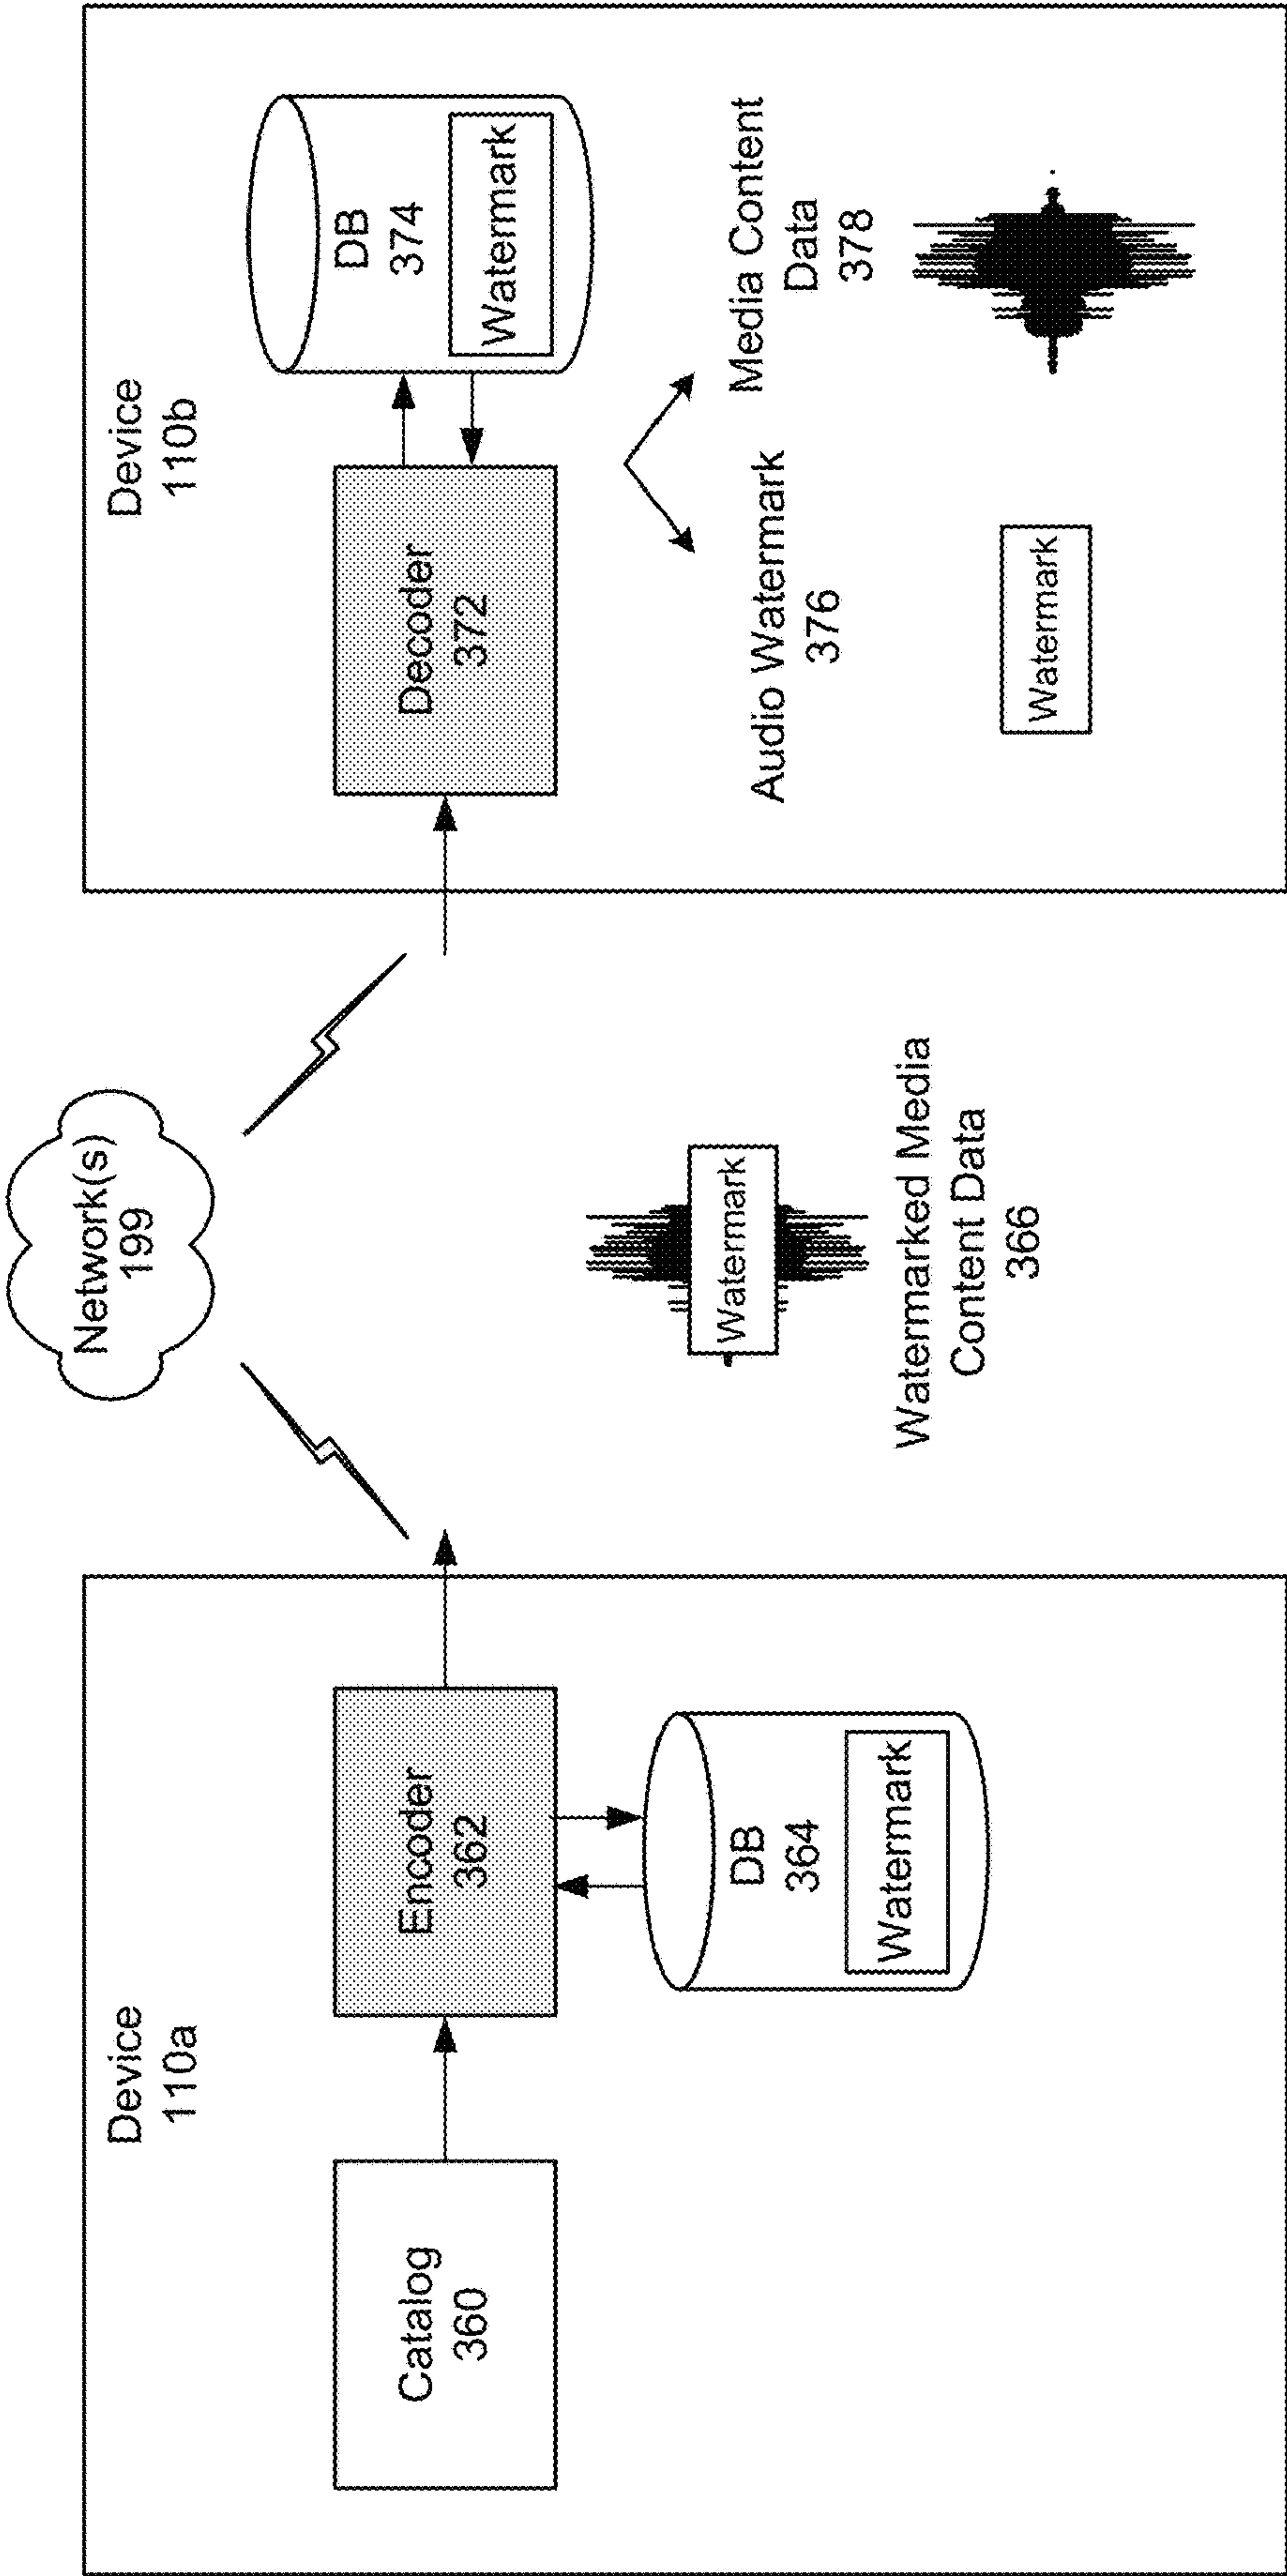 Device
110a
Catalog
360
Encoder
362
DB
364
Watermark
Network(s)
199
Watermark
Watermarked Media
Content Data
366
Device
110b
Decoder
372
DB
374
Watermark
Audio Watermark
376
Watermark
Media Content
Data
378